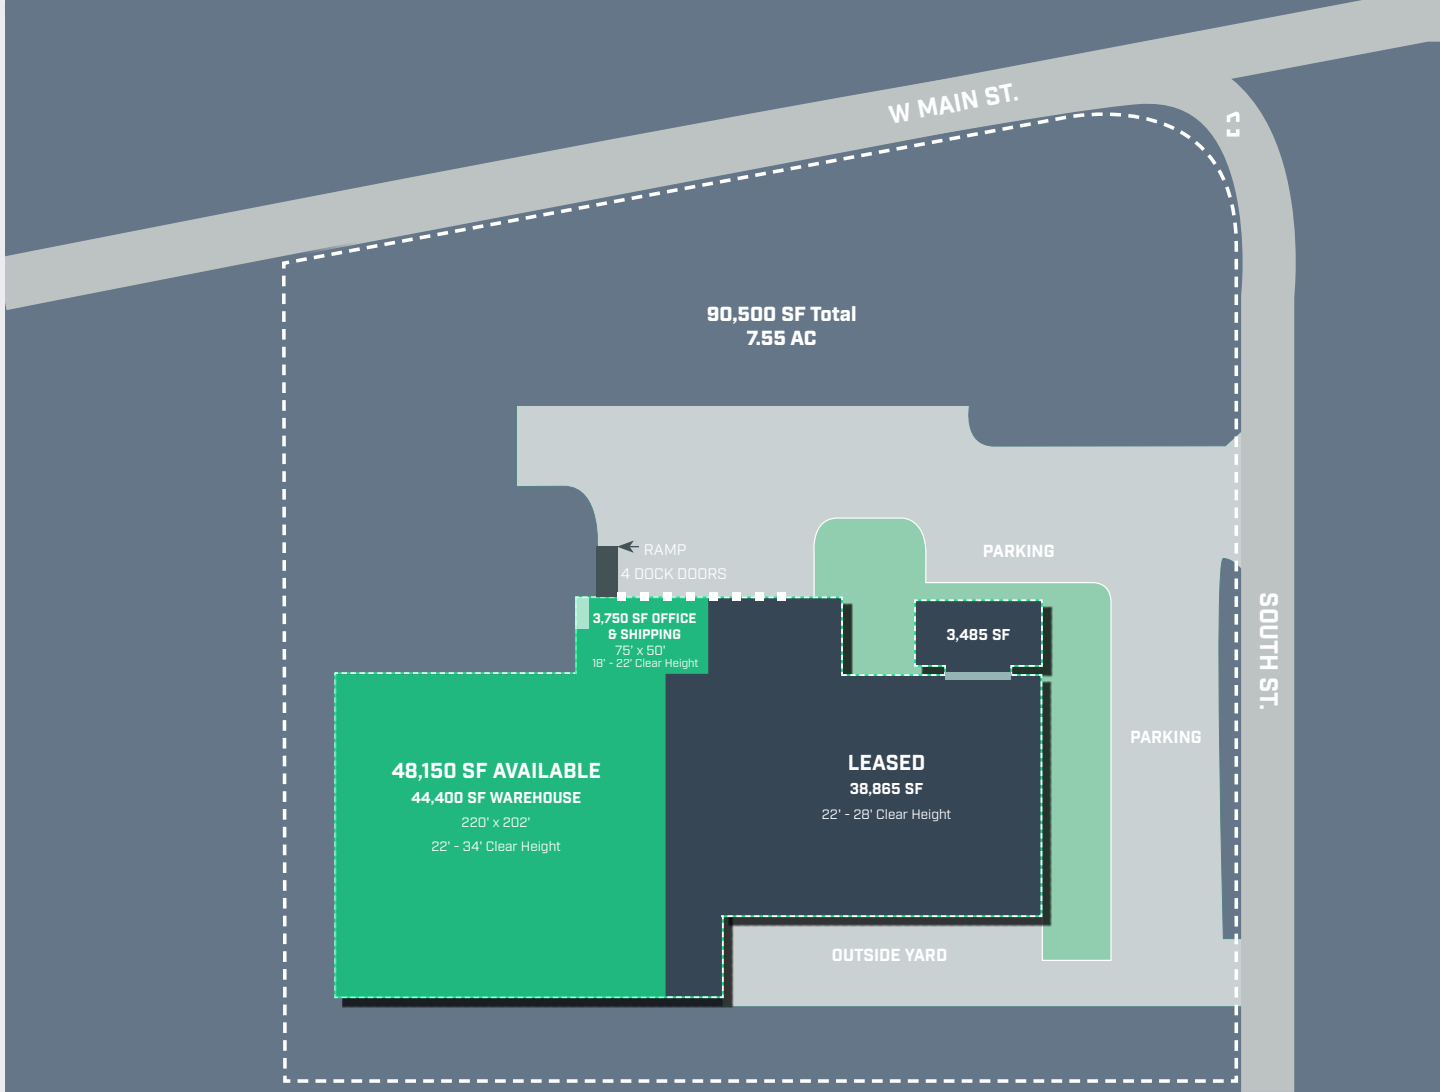 W MAIN ST.
90,500 SF Total
7.55 AC
RAMP
4 DOCK DOORS
PARKING
3,750 SF OFFICE
& SHIPPING
75' x 50'
18' - 22' Clear Height
3,485 SF
SOUTH ST.
PARKING
48,150 SF AVAILABLE
44,400 SF WAREHOUSE
220' x 202'
22' - 34' Clear Height
LEASED
38,865 SF
22' - 28' Clear Height
OUTSIDE YARD